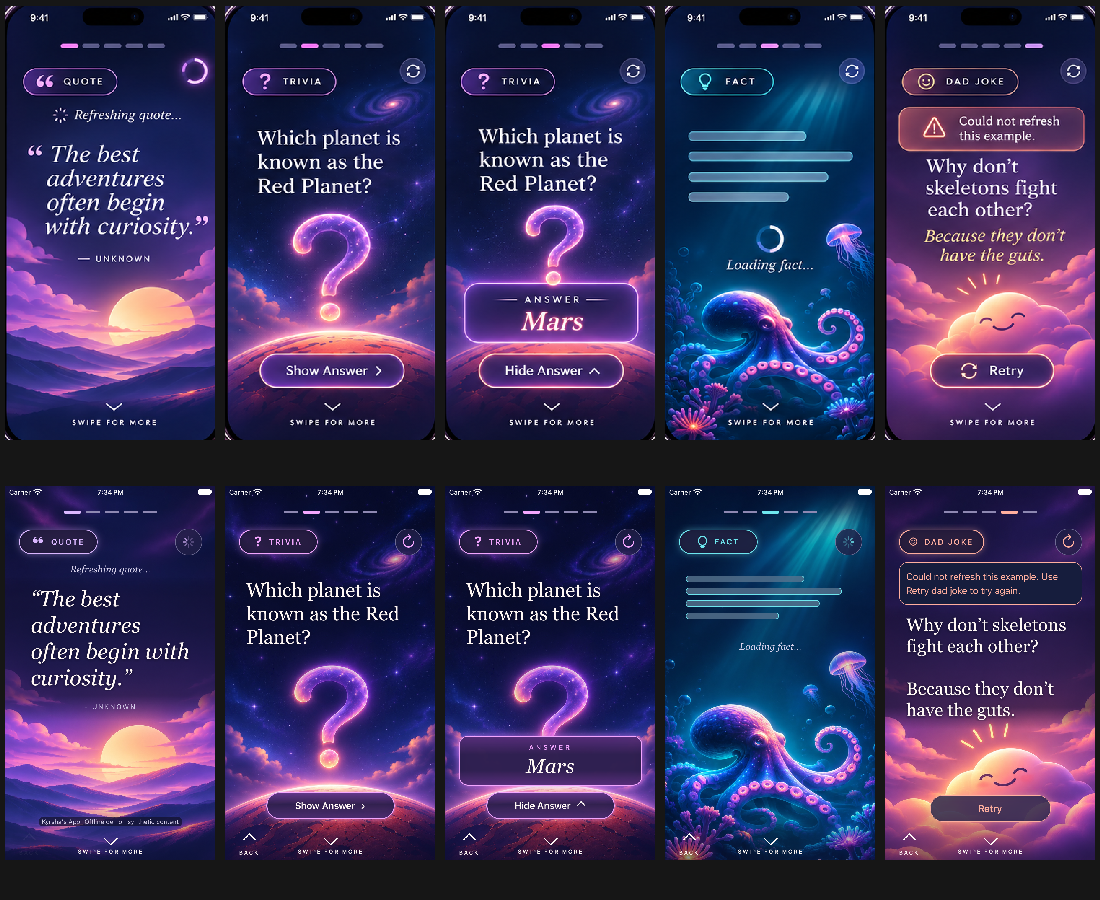 9:41
QUOTE
Refreshing quote...
“ The best
adventures
often begin
with curiosity.”
— UNKNOWN
9:41
? TRIVIA
Which planet is
known as the
Red Planet?
Show Answer >
SWIPE FOR MORE
9:41
? TRIVIA
Which planet is
known as the
Red Planet?
ANSWER
Mars
Hide Answer
SWIPE FOR MORE
9:41
FACT
Loading fact...
SWIPE FOR MORE
9:41
DAD JOKE
Could not refresh
this example.
Why don’t
skeletons fight
each other?
Because they don’t
have the guts.
Retry
SWIPE FOR MORE
SWIPE FOR MORE
Carrier 7:34 PM
QUOTE
Refreshing quote...
“The best
adventures
often begin with
curiosity.”
UNKNOWN
Kyrsha's App Offline demo synthetic content
SWIPE FOR MORE
Carrier 7:34 PM
? TRIVIA
Which planet is
known as the Red
Planet?
Show Answer >
BACK
SWIPE FOR MORE
Carrier 7:34 PM
? TRIVIA
Which planet is
known as the Red
Planet?
ANSWER
Mars
Hide Answer
BACK
SWIPE FOR MORE
Carrier 7:34 PM
FACT
Loading fact...
BACK
SWIPE FOR MORE
Carrier 7:34 PM
DAD JOKE
Could not refresh this example. Use
Retry dad joke to try again.
Why don’t skeletons
fight each other?
Because they don’t
have the guts.
Retry
BACK
SWIPE FOR MORE